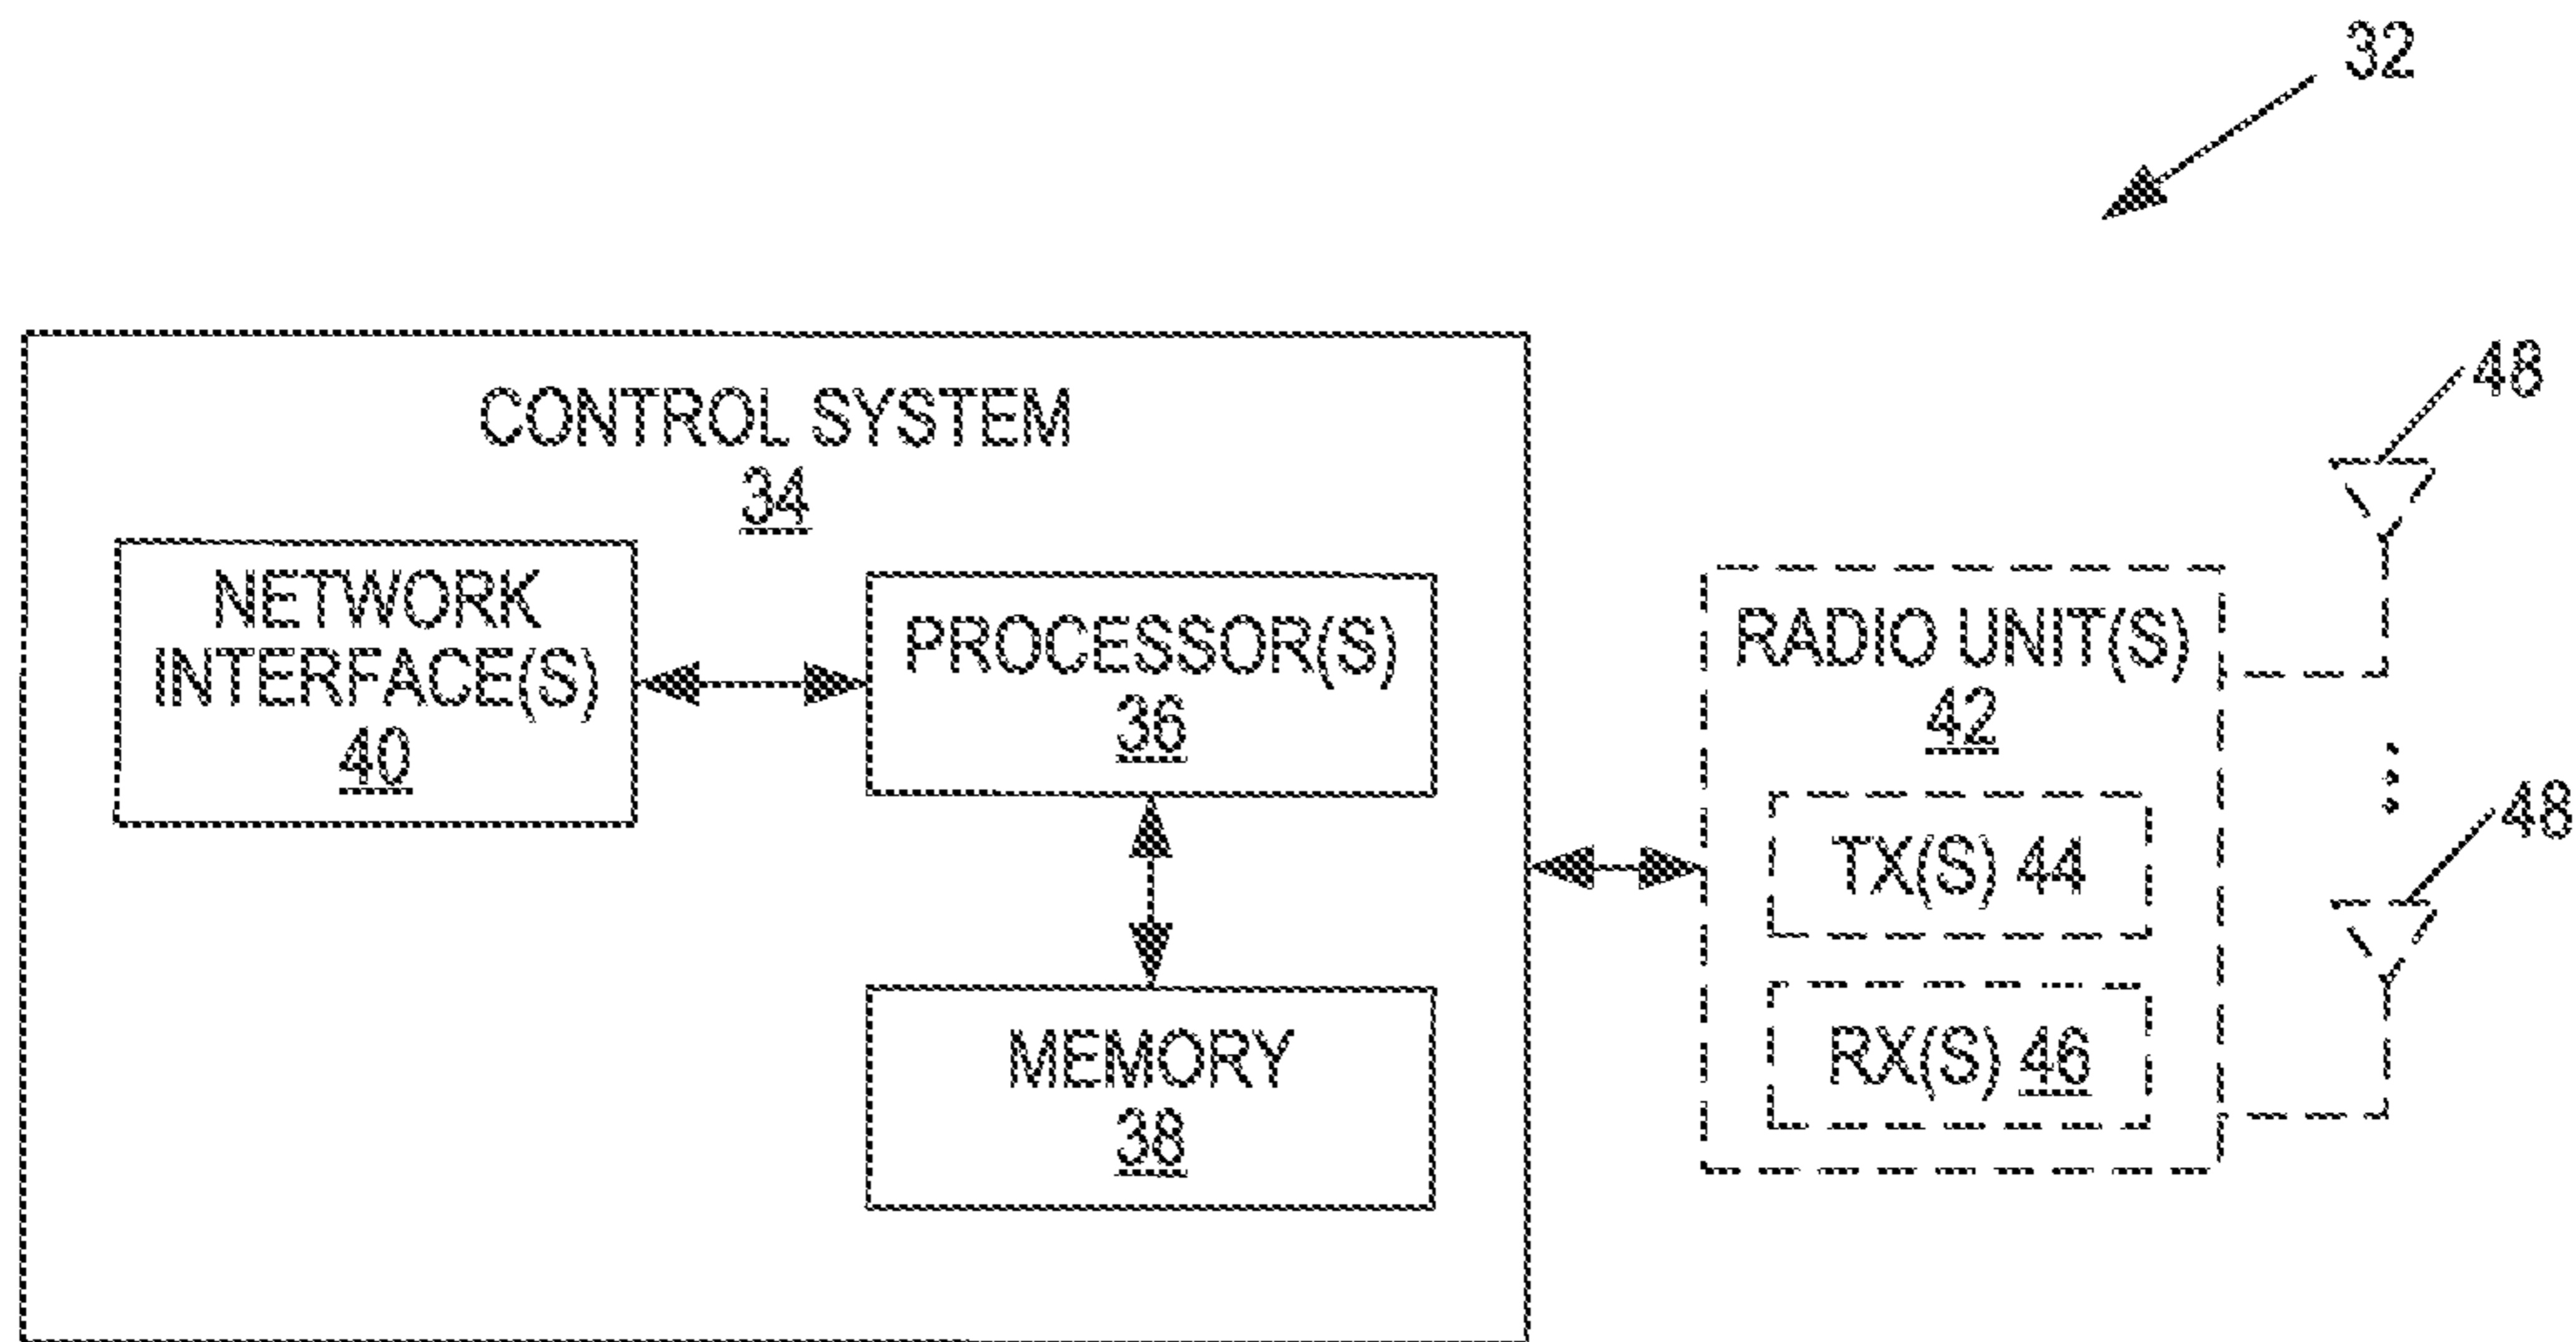 32
CONTROL SYSTEM
34
NETWORK
INTERFACE(S)
40
PROCESSOR(S)
36
MEMORY
38
RADIO UNIT(S)
42
TX(S) 44
RX(S) 46
48
48